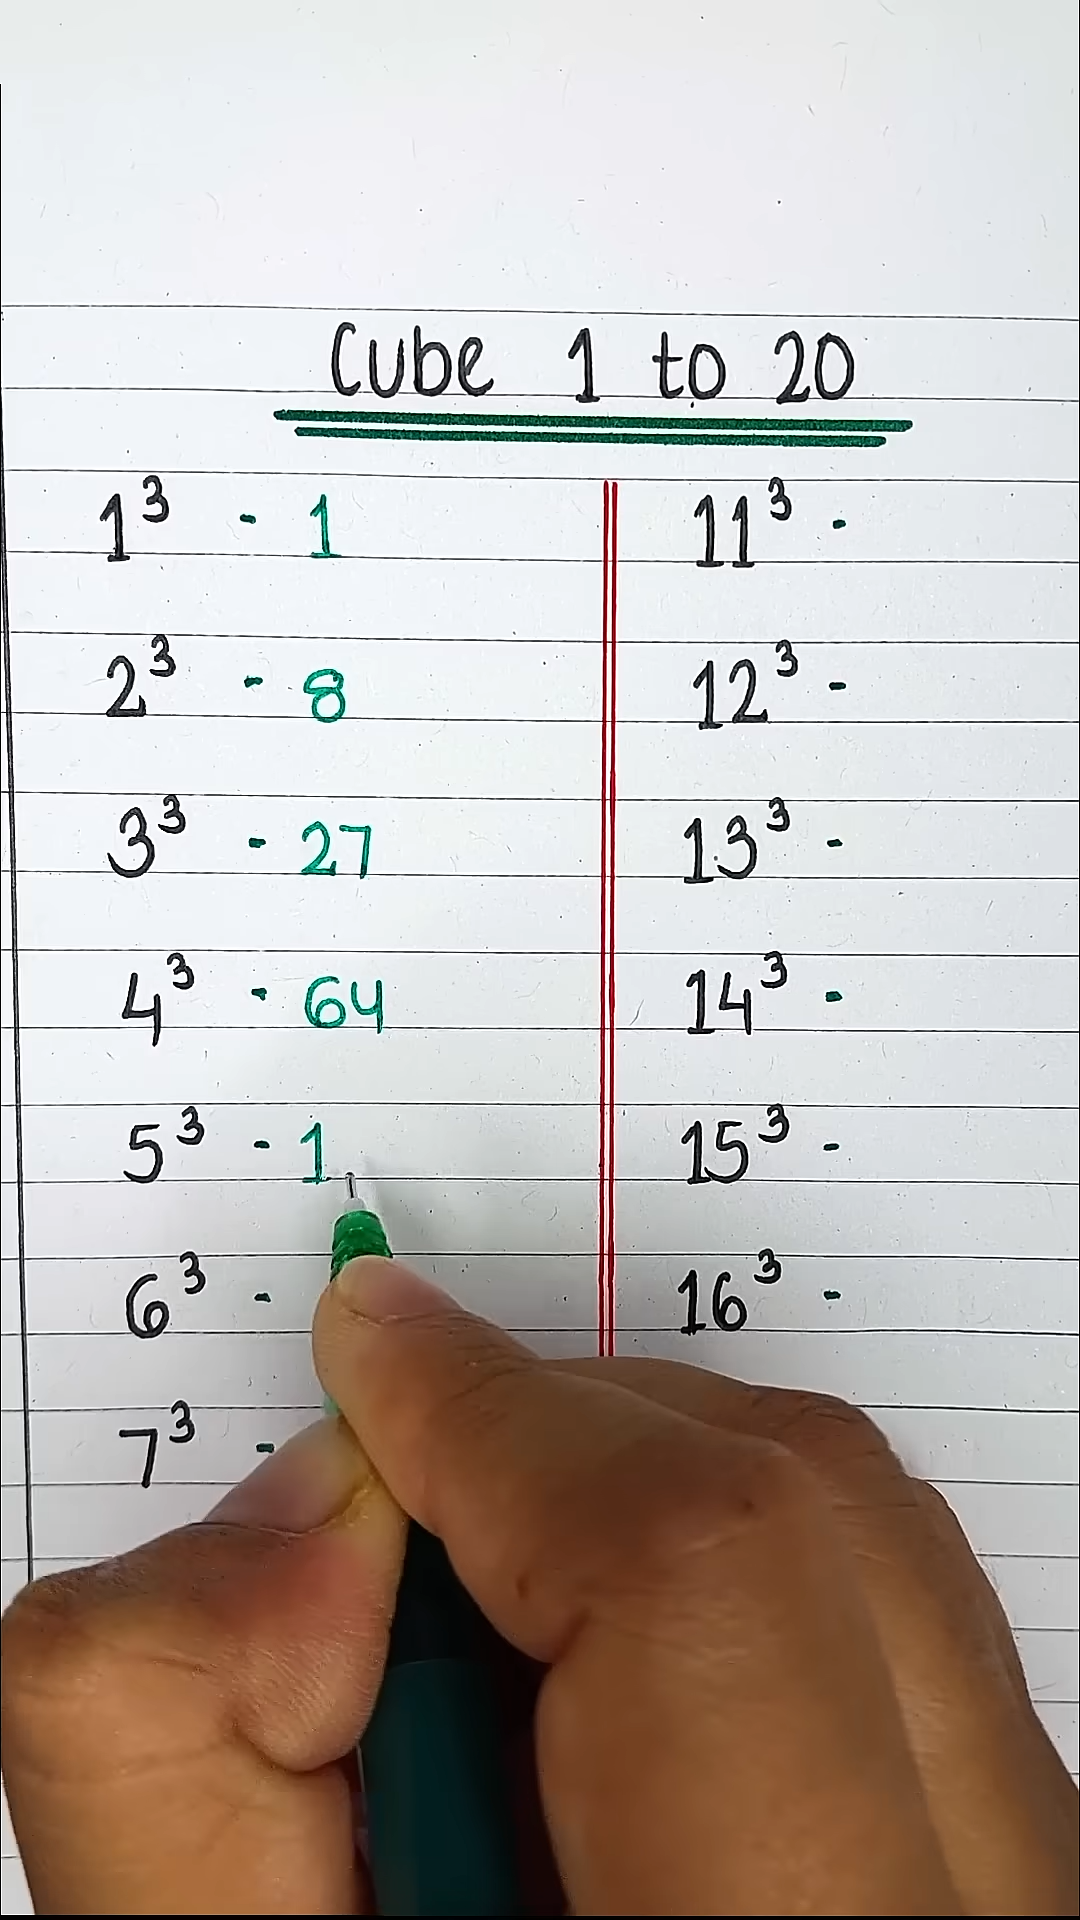 Cube 1 to 20
1³ - 1
2³ - 8
3³ - 27
4³ - 64
5³ - 1
6³ -
7³ -
11³ -
12³ -
13³ -
14³ -
15³ -
16³ -